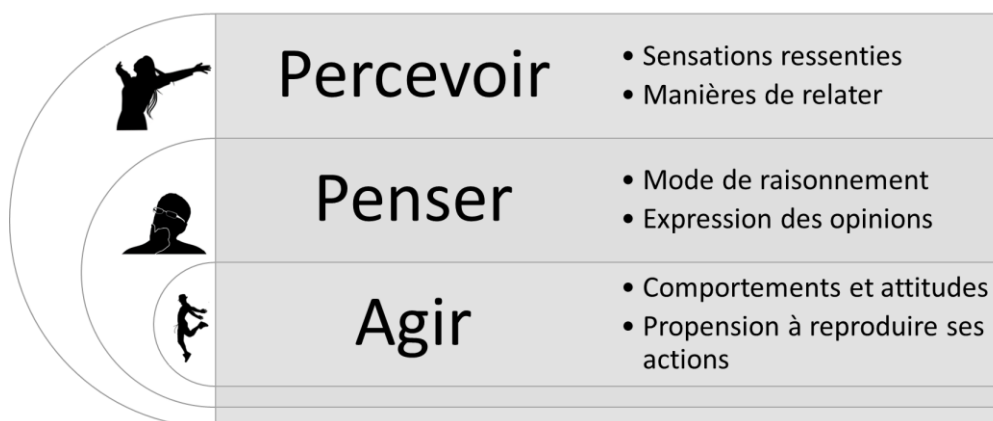 Percevoir
• Sensations ressenties
• Manières de relater
Penser
• Mode de raisonnement
• Expression des opinions
Agir
• Comportements et attitudes
• Propension à reproduire ses
actions